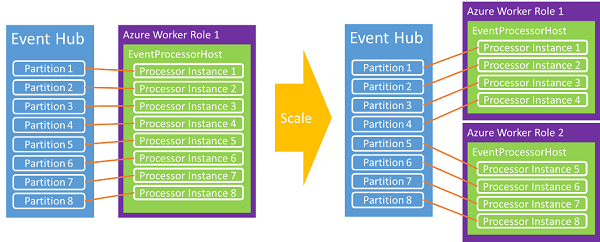 Event Hub
Partition 1
Partition 2
Partition 3
Partition 4
Partition 5
Partition 6
Partition 7
Partition 8
Azure Worker Role 1
EventProcessorHost
Processor Instance 1
Processor Instance 2
Processor Instance 3
Processor Instance 4
Processor Instance 5
Processor Instance 6
Processor Instance 7
Processor Instance 8
Scale
Event Hub
Partition 1
Partition 2
Partition 3
Partition 4
Partition 5
Partition 6
Partition 7
Partition 8
Azure Worker Role 1
EventProcessorHost
Processor Instance 1
Processor Instance 2
Processor Instance 3
Processor Instance 4
Azure Worker Role 2
EventProcessorHost
Processor Instance 5
Processor Instance 6
Processor Instance 7
Processor Instance 8